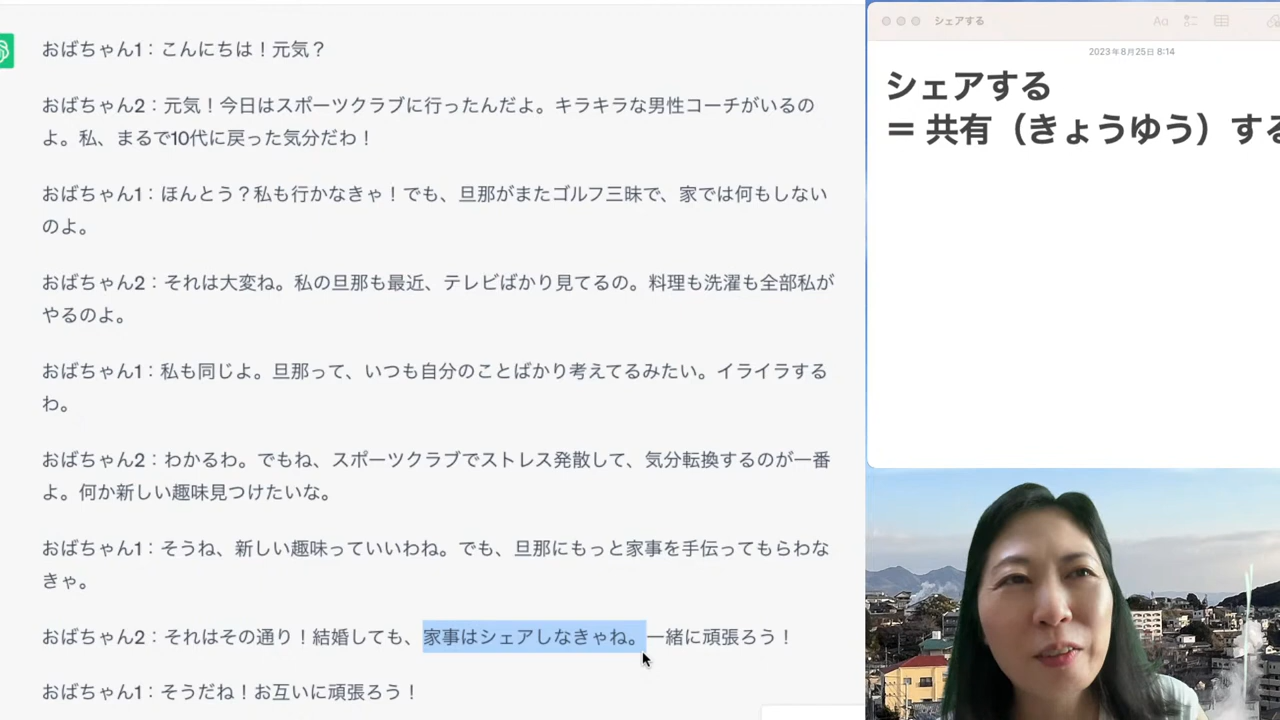 おばちゃん1：こんにちは！元気？
おばちゃん2：元気！今日はスポーツクラブに行ったんだよ。キラキラな男性コーチがいるの
よ。私、まるで10代に戻った気分だわ！
おばちゃん1：ほんとう？私も行かなきゃ！でも、旦那がまたゴルフ三昧で、家では何もしない
のよ。
おばちゃん2：それは大変ね。私の旦那も最近、テレビばかり見てるの。料理も洗濯も全部私が
やるのよ。
おばちゃん1：私も同じよ。旦那って、いつも自分のことばかり考えてるみたい。イライラする
わ。
おばちゃん2：わかるわ。でもね、スポーツクラブでストレス発散して、気分転換するのが一番
よ。何か新しい趣味見つけたいな。
おばちゃん1：そうね、新しい趣味っていいわね。でも、旦那にもっと家事を手伝ってもらわな
きゃ。
おばちゃん2：それはその通り！結婚しても、家事はシェアしなきゃね。一緒に頑張ろう！
おばちゃん1：そうだね！お互いに頑張ろう！
シェアする
Aa
2023年8月25日 8:14
シェアする
＝ 共有（きょうゆう）する